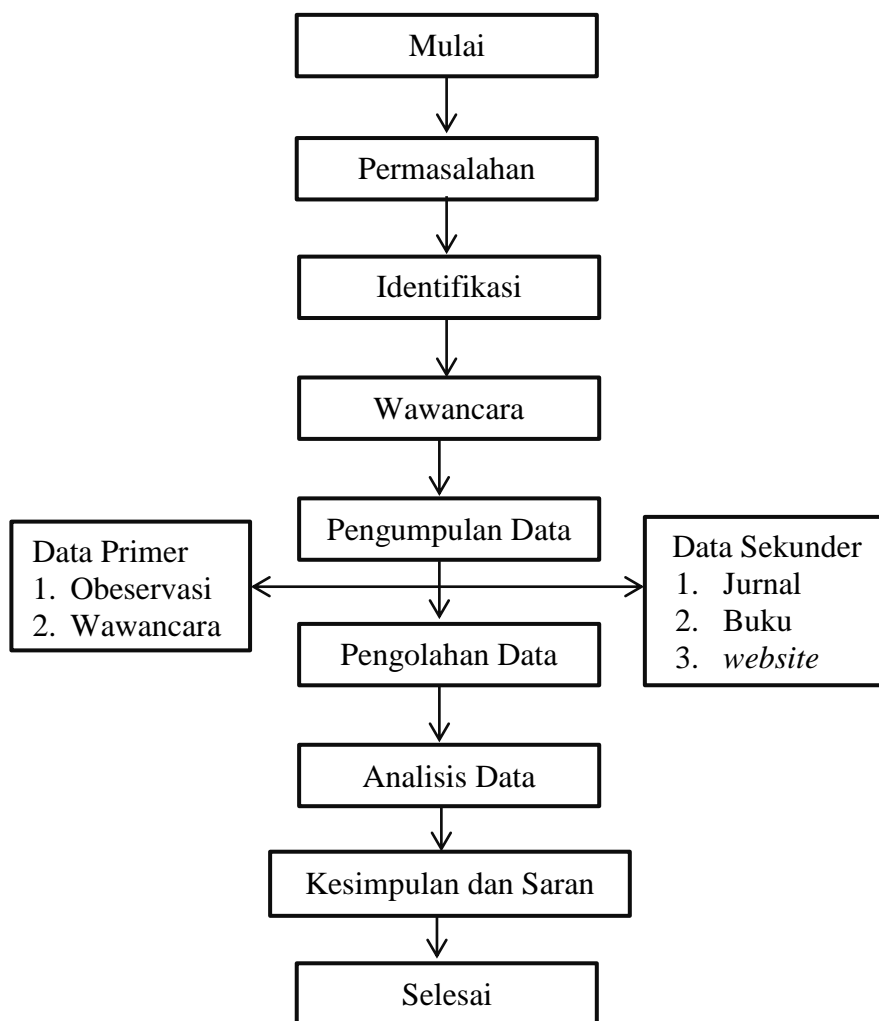 Mulai
Permasalahan
Identifikasi
Wawancara
Pengumpulan Data
Data Primer
1. Obeservasi
2. Wawancara
Data Sekunder
1. Jurnal
2. Buku
3. website
Pengolahan Data
Analisis Data
Kesimpulan dan Saran
Selesai